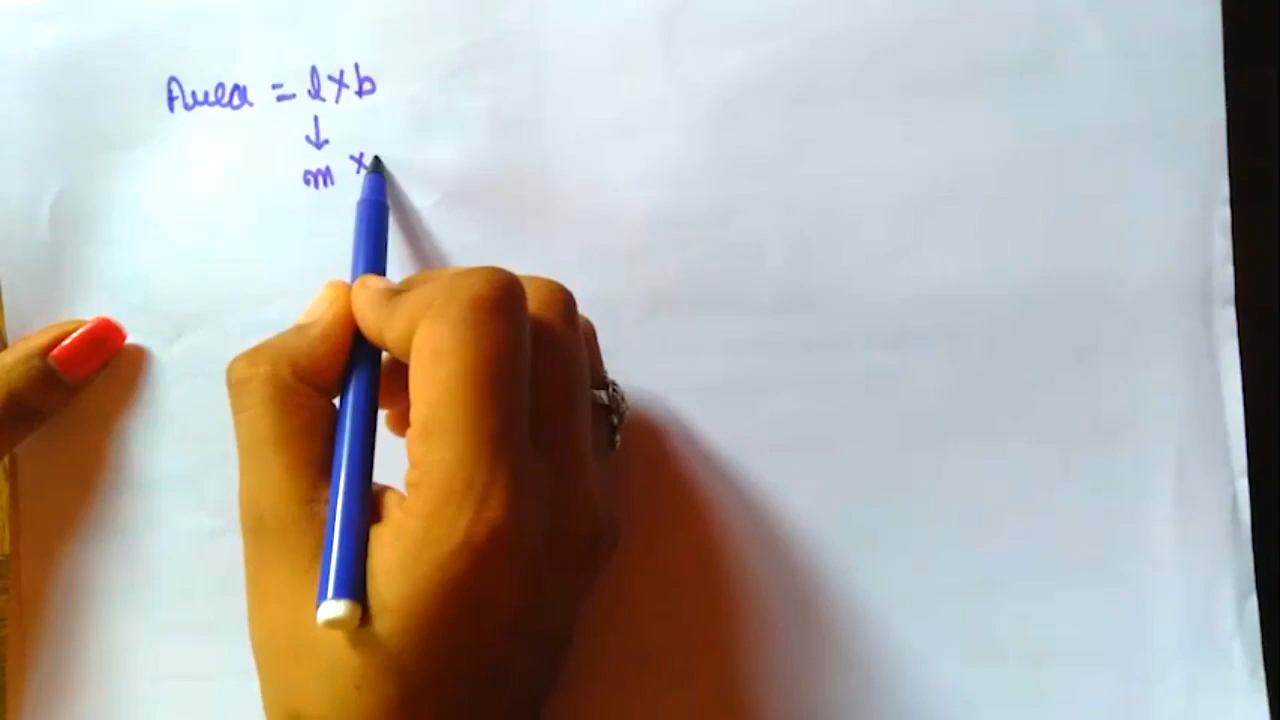 Area = l×b
↓
m ×